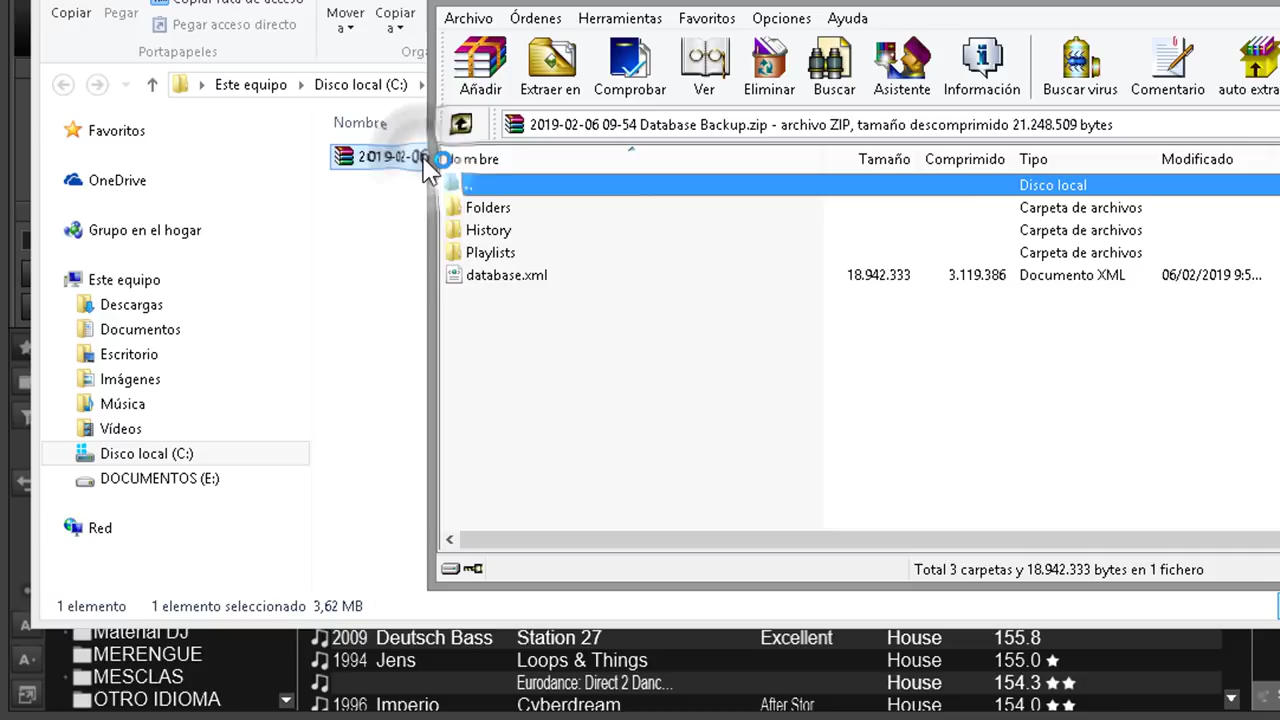 Copiar
Pegar
Copiar ruta de acceso
Pegar acceso directo
Portapapeles
Mover a
Copiar a
Este equipo
Disco local (C:)
Nombre
2019-02-06
Favoritos
OneDrive
Grupo en el hogar
Este equipo
Descargas
Documentos
Escritorio
Imágenes
Música
Vídeos
Disco local (C:)
DOCUMENTOS (E:)
Red
1 elemento 1 elemento seleccionado 3,62 MB
Archivo Órdenes Herramientas Favoritos Opciones Ayuda
Añadir Extraer en Comprobar Ver Eliminar Buscar Asistente Información Buscar virus Comentario auto extra
2019-02-06 09-54 Database Backup.zip - archivo ZIP, tamaño descomprimido 21.248.509 bytes
Nombre Tamaño Comprimido Tipo Modificado
.. Disco local
Folders Carpeta de archivos
History Carpeta de archivos
Playlists Carpeta de archivos
database.xml 18.942.333 3.119.386 Documento XML 06/02/2019 9:5...
Total 3 carpetas y 18.942.333 bytes en 1 fichero
Material DJ
MERENGUE
MESCLAS
OTRO IDIOMA
2009 Deutsch Bass Station 27 Excellent House 155.8
1994 Jens Loops & Things House 155.0
Eurodance: Direct 2 Danc... House 154.3
1996 Imperio Cyberdream After Stor House 154.0